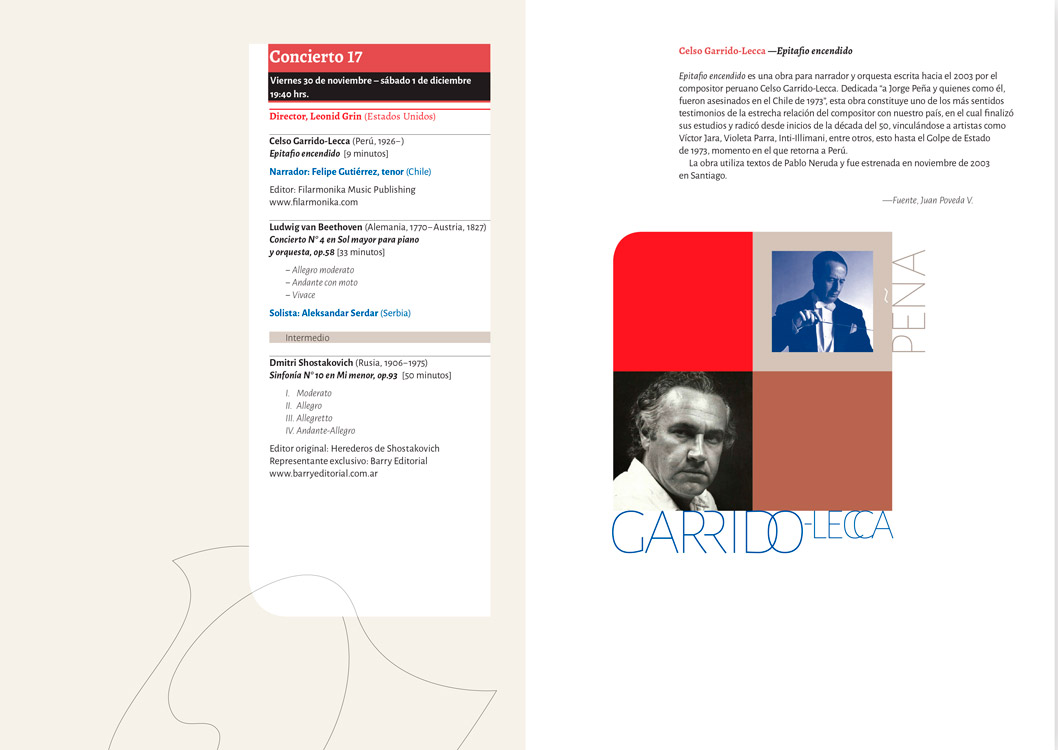 Concierto 17
Viernes 30 de noviembre – sábado 1 de diciembre
19:40 hrs.
Director, Leonid Grin (Estados Unidos)
Celso Garrido-Lecca (Perú, 1926–)
Epitafio encendido [9 minutos]
Narrador: Felipe Gutiérrez, tenor (Chile)
Editor: Filarmonika Music Publishing
www.filarmonika.com
Ludwig van Beethoven (Alemania, 1770–Austria, 1827)
Concierto N° 4 en Sol mayor para piano
y orquesta, op.58 [33 minutos]
– Allegro moderato
– Andante con moto
– Vivace
Solista: Aleksandar Serdar (Serbia)
Intermedio
Dmitri Shostakovich (Rusia, 1906–1975)
Sinfonía N° 10 en Mi menor, op.93 [50 minutos]
I. Moderato
II. Allegro
III. Allegretto
IV. Andante-Allegro
Editor original: Herederos de Shostakovich
Representante exclusivo: Barry Editorial
www.barryeditorial.com.ar
Celso Garrido-Lecca —Epitafio encendido
Epitafio encendido es una obra para narrador y orquesta escrita hacia el 2003 por el
compositor peruano Celso Garrido-Lecca. Dedicada “a Jorge Peña y quienes como él,
fueron asesinados en el Chile de 1973”, esta obra constituye uno de los más sentidos
testimonios de la estrecha relación del compositor con nuestro país, en el cual finalizó
sus estudios y radicó desde inicios de la década del 50, vinculándose a artistas como
Víctor Jara, Violeta Parra, Inti-Illimani, entre otros, esto hasta el Golpe de Estado
de 1973, momento en el que retorna a Perú.
La obra utiliza textos de Pablo Neruda y fue estrenada en noviembre de 2003
en Santiago.
—Fuente, Juan Poveda V.
PEÑA
GARRIDO-LECCA